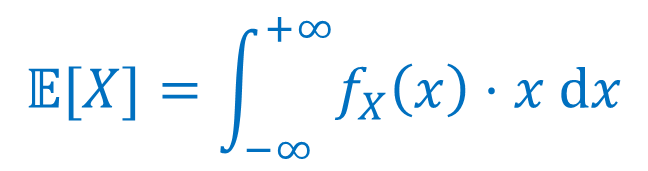 𝔼[X] = ∫_{-∞}^{+∞} f_X(x) · x dx